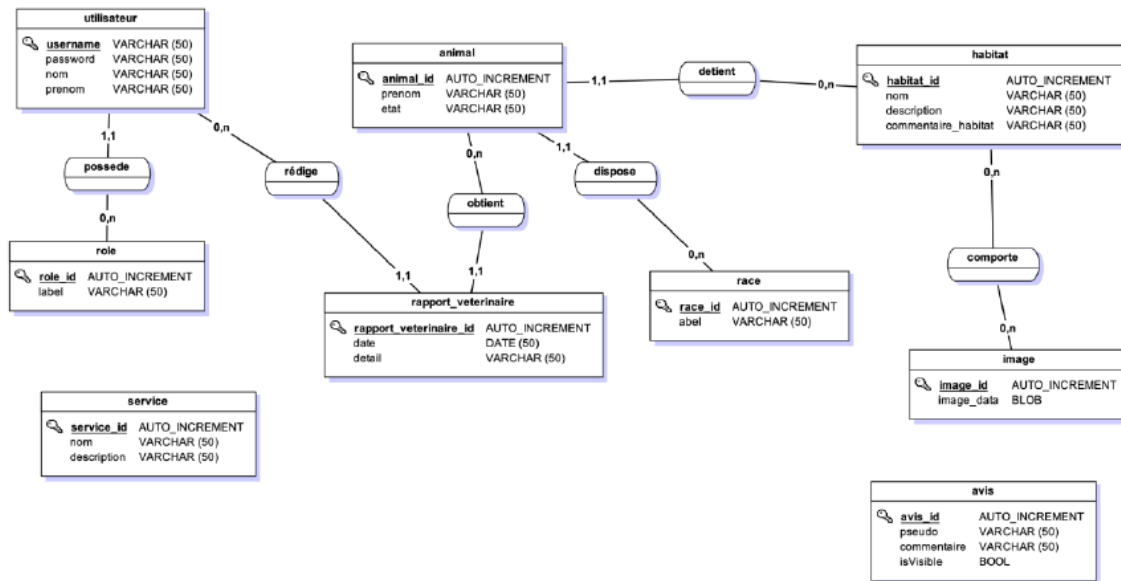 utilisateur
username VARCHAR (50)
password VARCHAR (50)
nom VARCHAR (50)
prenom VARCHAR (50)
1,1
possede
0,n
role
role_id AUTO_INCREMENT
label VARCHAR (50)
0,n
rédige
1,1
animal
animal_id AUTO_INCREMENT
prenom VARCHAR (50)
etat VARCHAR (50)
1,1
detient
0,n
habitat
habitat_id AUTO_INCREMENT
nom VARCHAR (50)
description VARCHAR (50)
commentaire_habitat VARCHAR (50)
0,n
obtient
1,1
1,1
dispose
0,n
rapport_veterinaire
rapport_veterinaire_id AUTO_INCREMENT
date DATE (50)
detail VARCHAR (50)
race
race_id AUTO_INCREMENT
abel VARCHAR (50)
0,n
comporte
0,n
image
image_id AUTO_INCREMENT
image_data BLOB
service
service_id AUTO_INCREMENT
nom VARCHAR (50)
description VARCHAR (50)
avis
avis_id AUTO_INCREMENT
pseudo VARCHAR (50)
commentaire VARCHAR (50)
isVisible BOOL